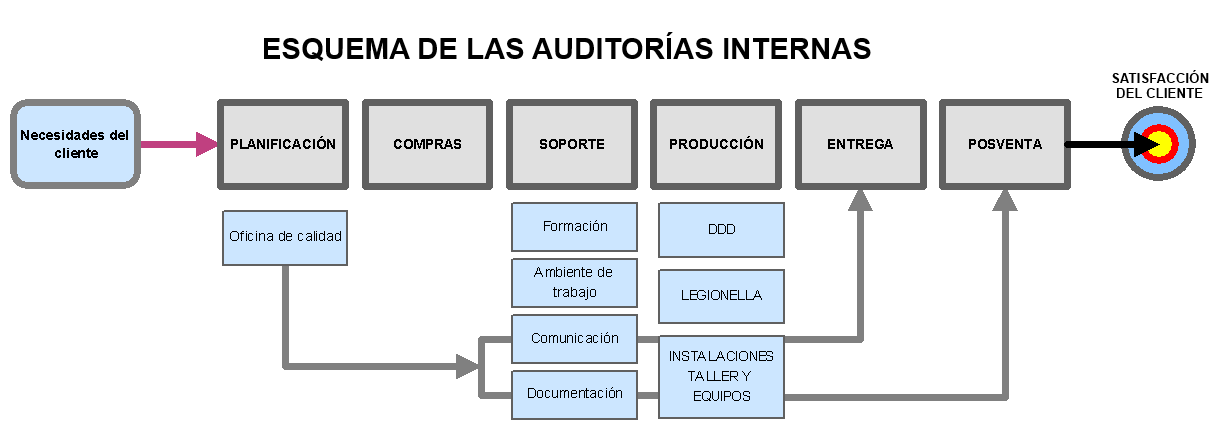 ESQUEMA DE LAS AUDITORÍAS INTERNAS
SATISFACCIÓN
DEL CLIENTE
Necesidades del
cliente
PLANIFICACIÓN
COMPRAS
SOPORTE
PRODUCCIÓN
ENTREGA
POSVENTA
Oficina de calidad
Formación
Ambiente de
trabajo
Comunicación
Documentación
DDD
LEGIONELLA
INSTALACIONES
TALLER Y
EQUIPOS